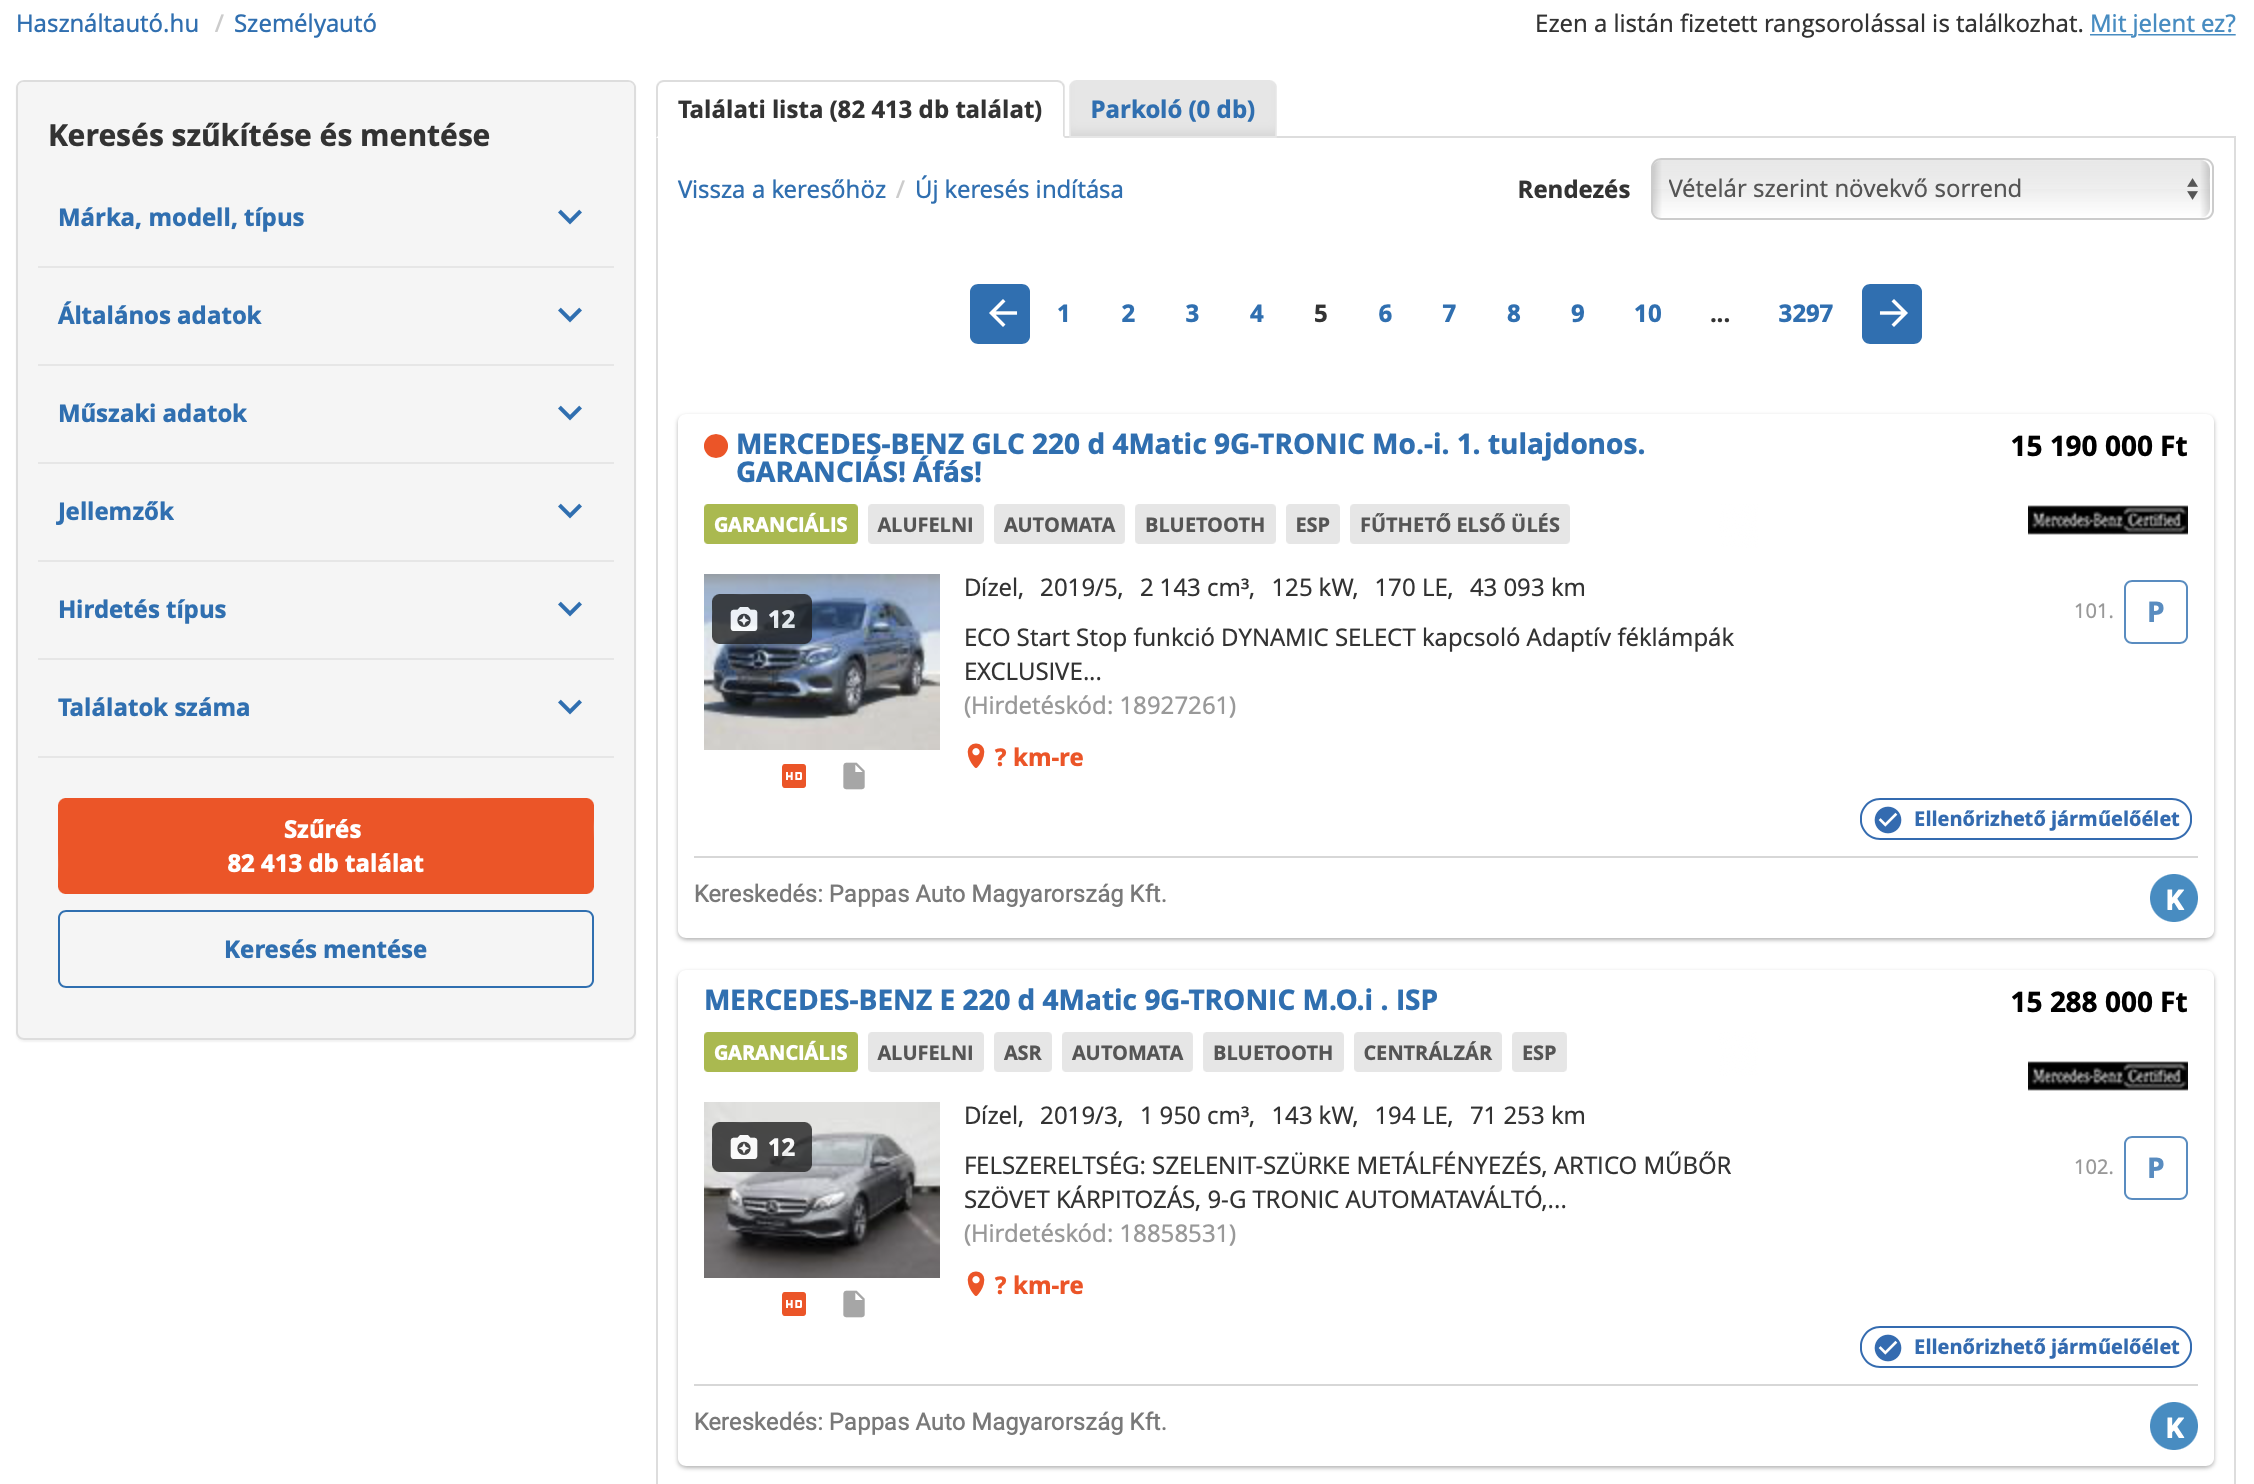 Használtautó.hu / Személyautó
Ezen a listán fizetett rangsorolással is találkozhat. Mit jelent ez?
Keresés szűkítése és mentése
Márka, modell, típus
Általános adatok
Műszaki adatok
Jellemzők
Hirdetés típus
Találatok száma
Szűrés
82 413 db találat
Keresés mentése
Találati lista (82 413 db találat)
Parkoló (0 db)
Vissza a keresőhöz / Új keresés indítása
Rendezés
Vételár szerint növekvő sorrend
1 2 3 4 5 6 7 8 9 10 ... 3297
MERCEDES-BENZ GLC 220 d 4Matic 9G-TRONIC Mo.-i. 1. tulajdonos.
GARANCIÁS! Áfás!
15 190 000 Ft
GARANCIÁLIS ALUFELNI AUTOMATA BLUETOOTH ESP FŰTHETŐ ELSŐ ÜLÉS
Mercedes-Benz Certified
12
Dízel, 2019/5, 2 143 cm³, 125 kW, 170 LE, 43 093 km
ECO Start Stop funkció DYNAMIC SELECT kapcsoló Adaptív féklámpák
EXCLUSIVE...
(Hirdetéskód: 18927261)
? km-re
101. P
HD
Ellenőrizhető járműelőélet
Kereskedés: Pappas Auto Magyarország Kft.
K
MERCEDES-BENZ E 220 d 4Matic 9G-TRONIC M.O.i . ISP
15 288 000 Ft
GARANCIÁLIS ALUFELNI ASR AUTOMATA BLUETOOTH CENTRÁLZÁR ESP
Mercedes-Benz Certified
12
Dízel, 2019/3, 1 950 cm³, 143 kW, 194 LE, 71 253 km
FELSZERELTSÉG: SZELENIT-SZÜRKE METÁLFÉNYEZÉS, ARTICO MŰBŐR
SZÖVET KÁRPITOZÁS, 9-G TRONIC AUTOMATAVÁLTÓ,...
(Hirdetéskód: 18858531)
? km-re
102. P
HD
Ellenőrizhető járműelőélet
Kereskedés: Pappas Auto Magyarország Kft.
K